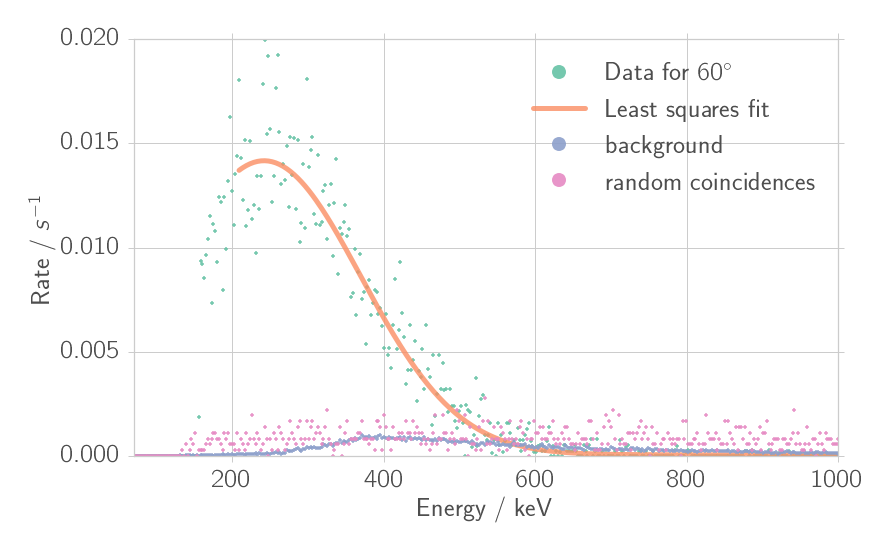 0.020
0.015
0.010
0.005
0.000
Rate / s⁻¹
Data for 60°
Least squares fit
background
random coincidences
200 400 600 800 1000
Energy / keV